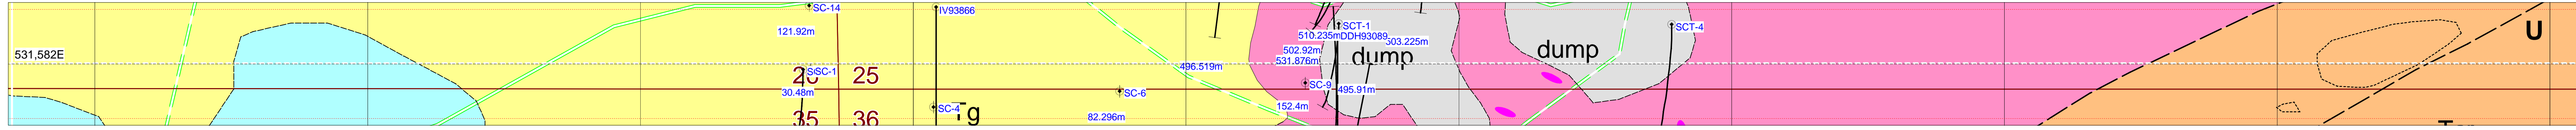 SC-14
IV93866
SCT-1
SCT-4
121.92m
510.235m
DDH93089
503.225m
U
531,582E
502.92m
dump
dump
531.876m
496.519m
SC-1
25
SC-9
495.91m
30.48m
SC-6
SC-4
152.4m
Tg
82.296m
35
36